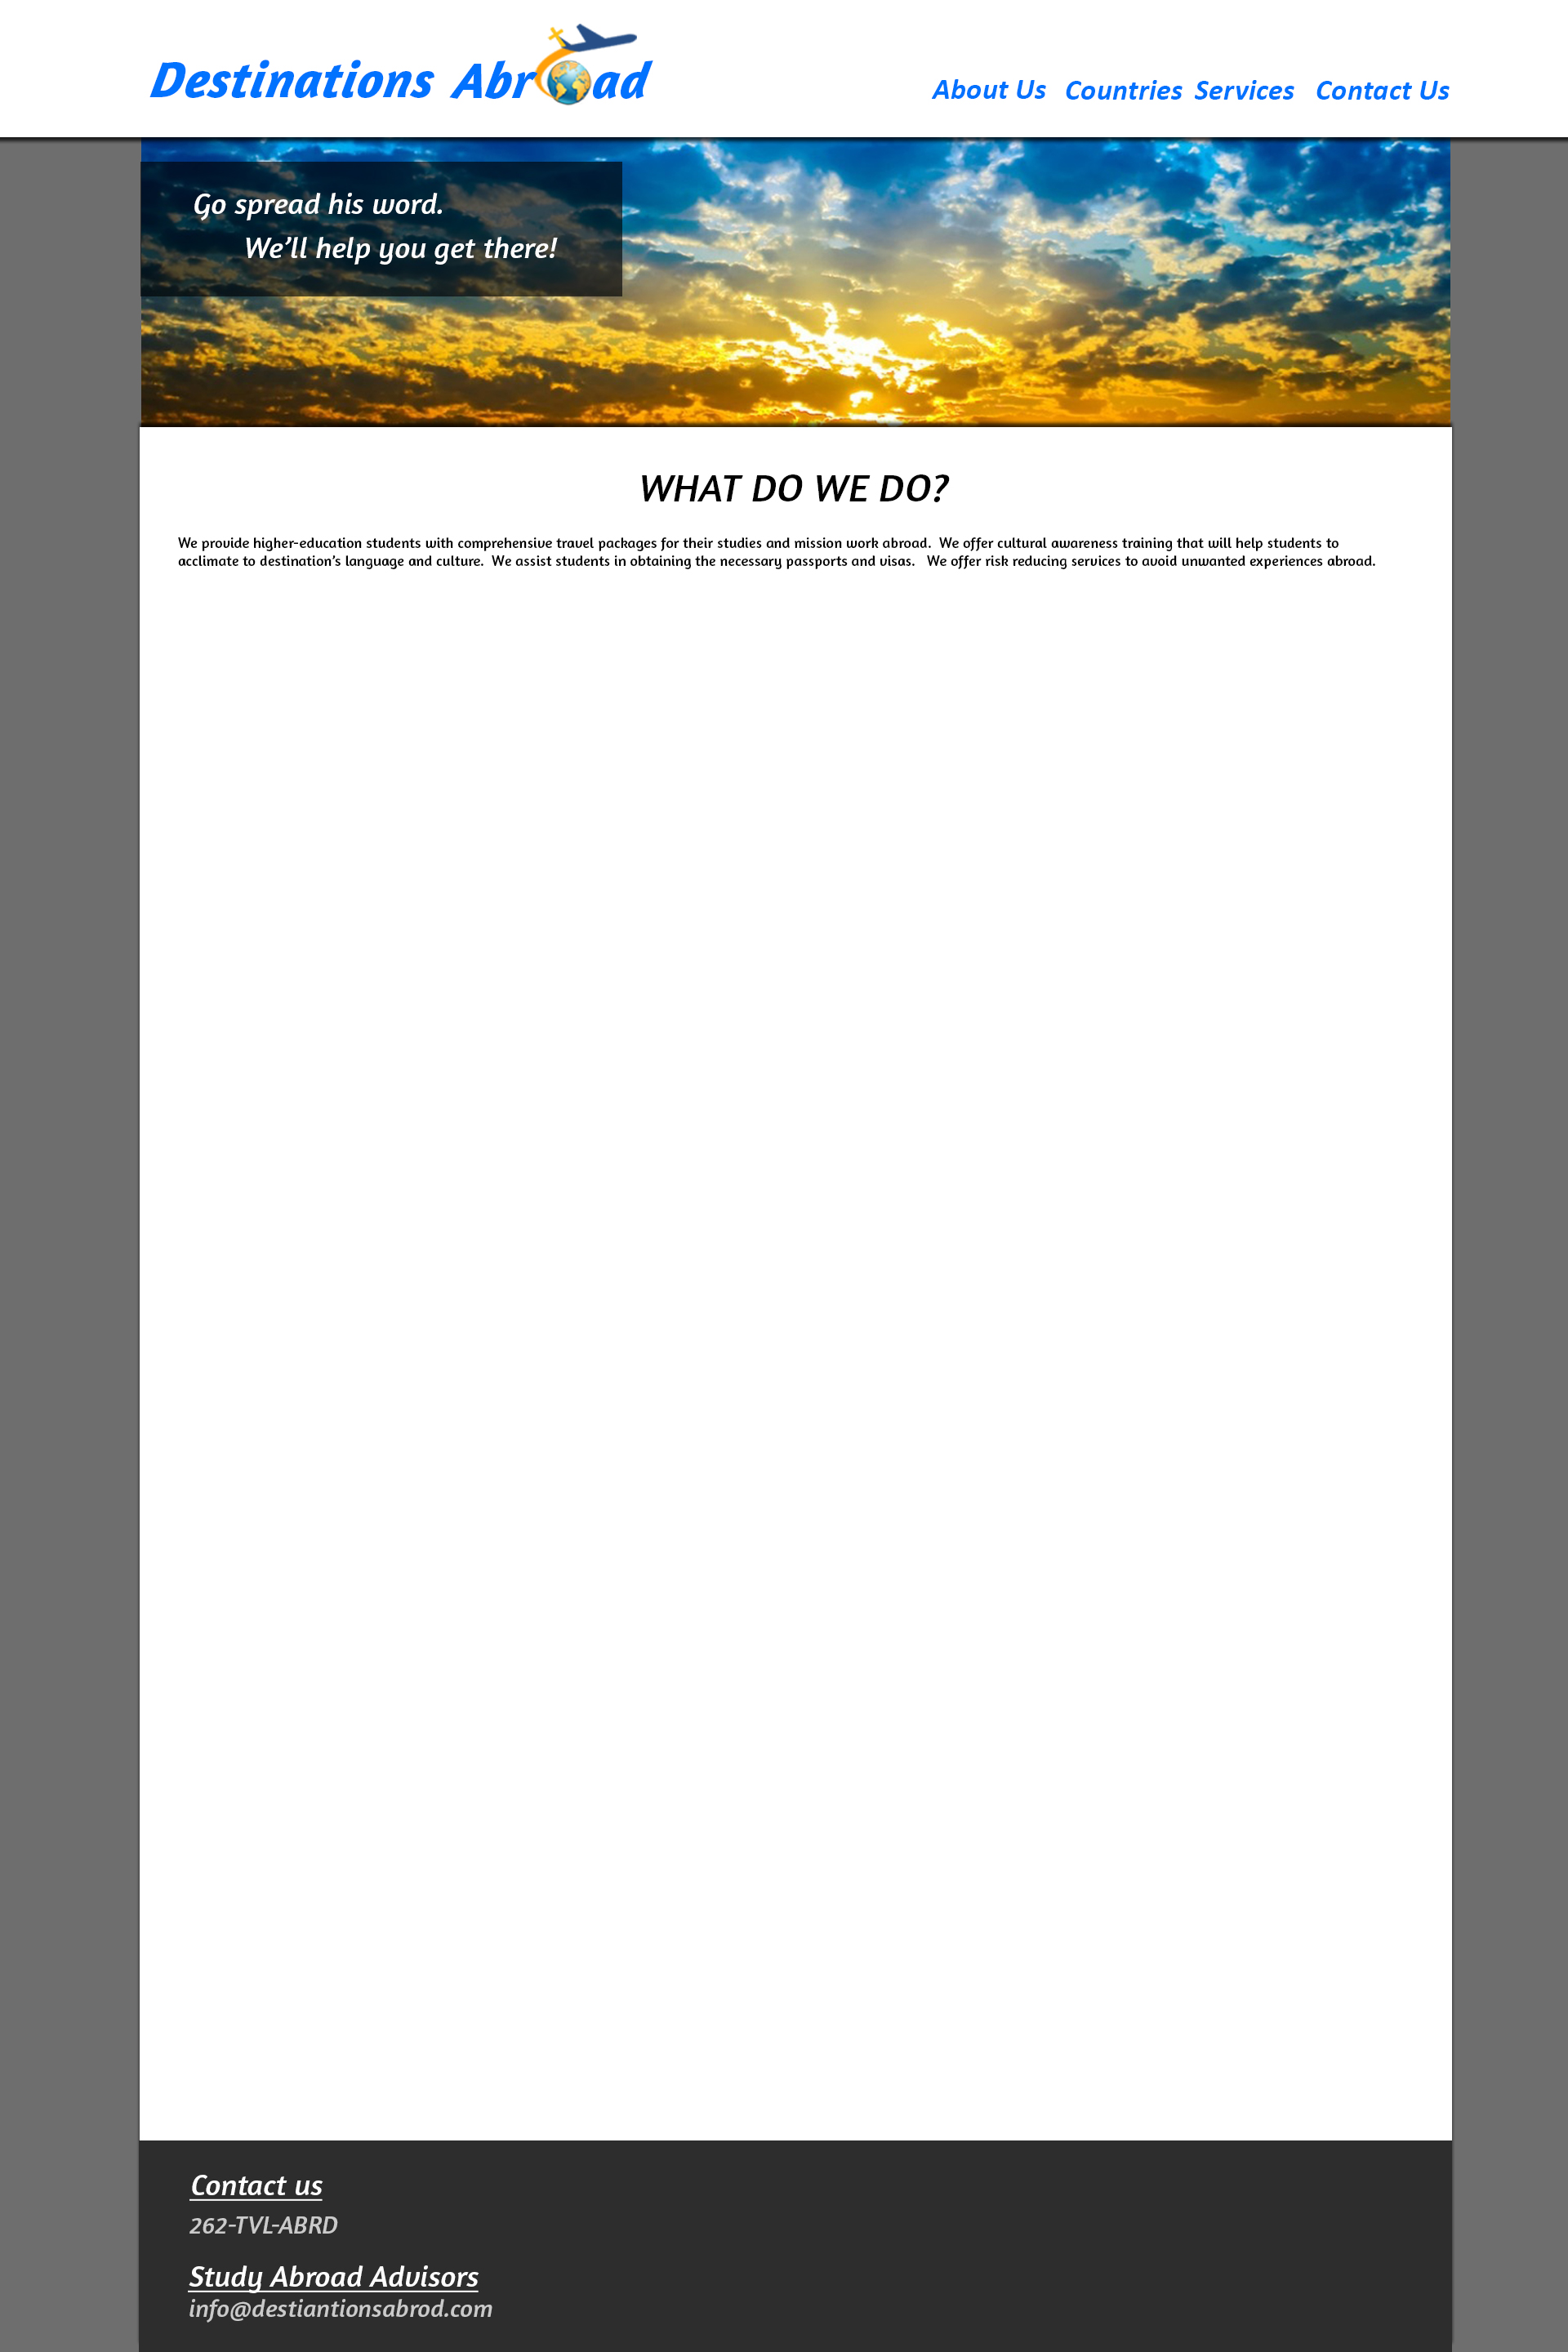 Destinations Abroad
About Us Countries Services Contact Us
Go spread his word.
We’ll help you get there!
WHAT DO WE DO?
We provide higher-education students with comprehensive travel packages for their studies and mission work abroad. We offer cultural awareness training that will help students to
acclimate to destination’s language and culture. We assist students in obtaining the necessary passports and visas. We offer risk reducing services to avoid unwanted experiences abroad.
Contact us
262-TVL-ABRD
Study Abroad Advisors
info@destiantionsabrod.com